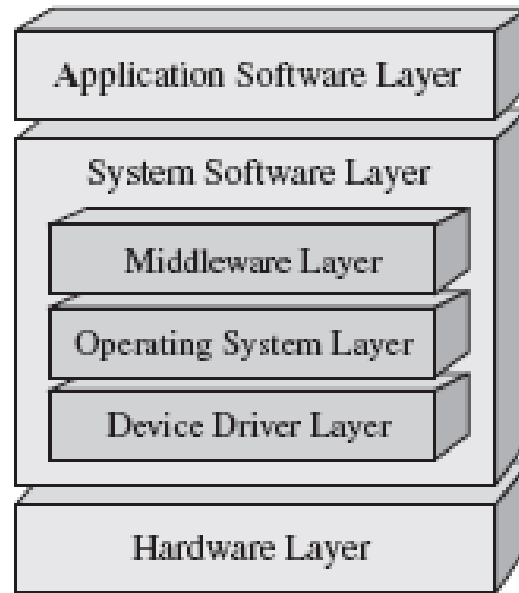 Application Software Layer
System Software Layer
Middleware Layer
Operating System Layer
Device Driver Layer
Hardware Layer